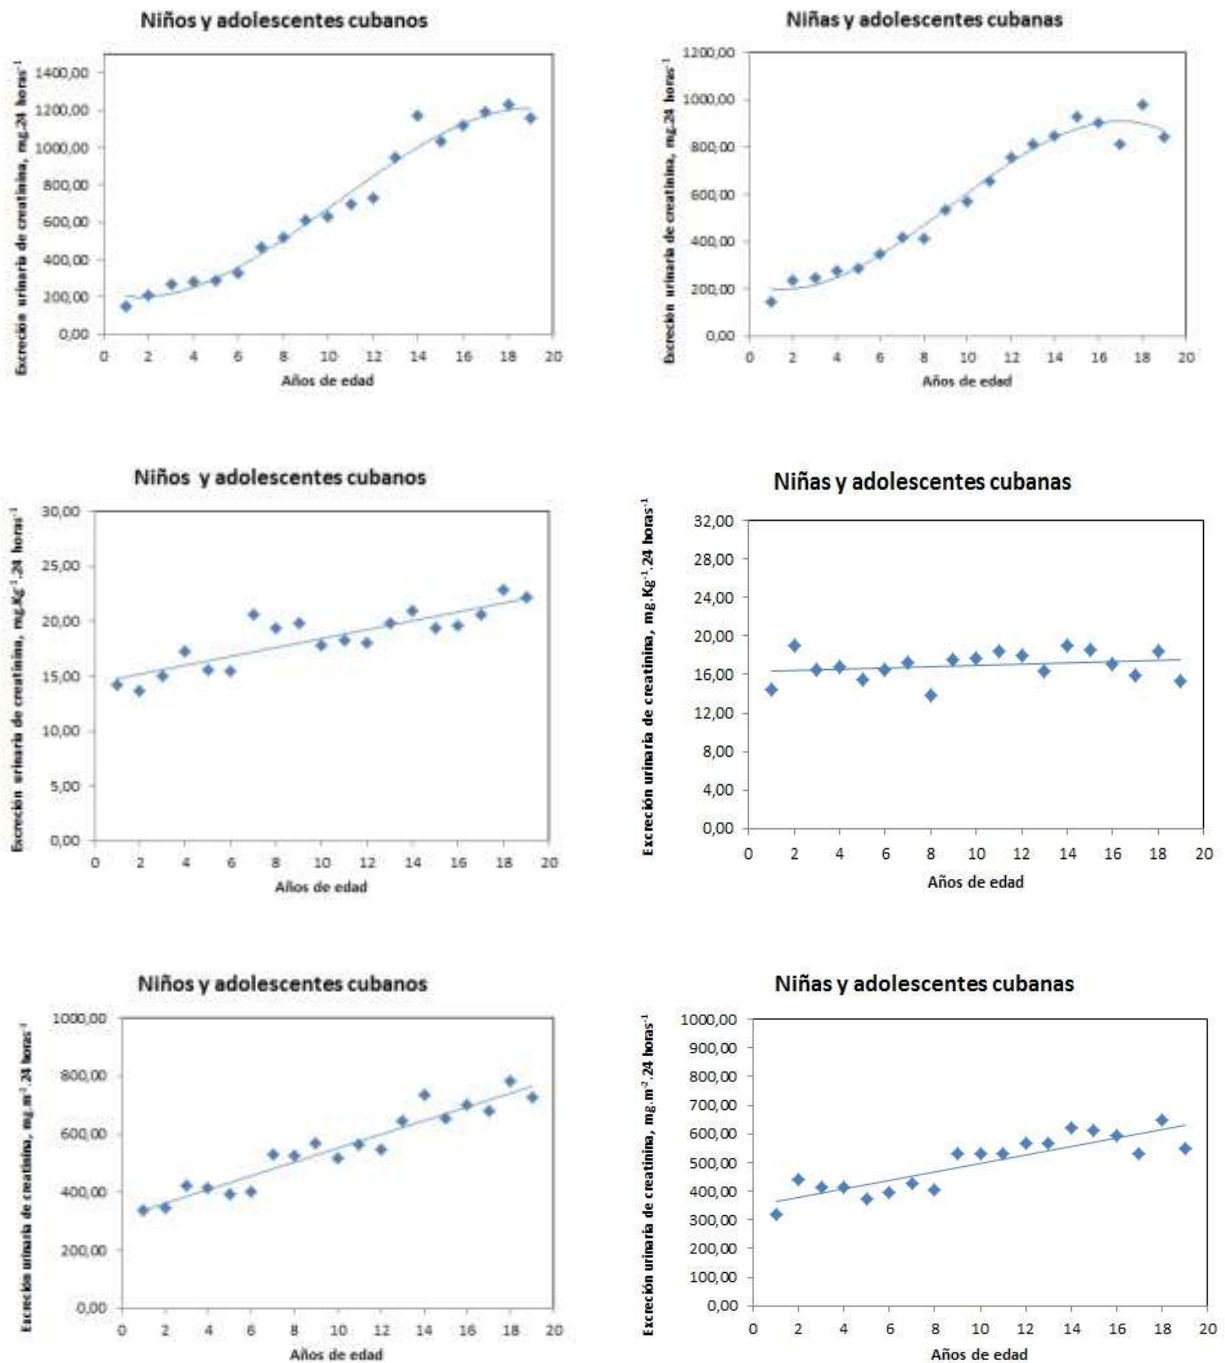 Niños y adolescentes cubanos
Excreción urinaria de creatinina, mg.24 horas⁻¹
1400,00
1200,00
1000,00
800,00
600,00
400,00
200,00
0,00
0 2 4 6 8 10 12 14 16 18 20
Años de edad
Niñas y adolescentes cubanas
Excreción urinaria de creatinina, mg.24 horas⁻¹
1200,00
1000,00
800,00
600,00
400,00
200,00
0,00
0 2 4 6 8 10 12 14 16 18 20
Años de edad
Niños y adolescentes cubanos
Excreción urinaria de creatinina, mg.Kg⁻¹.24 horas⁻¹
30,00
25,00
20,00
15,00
10,00
5,00
0,00
0 2 4 6 8 10 12 14 16 18 20
Años de edad
Niñas y adolescentes cubanas
Excreción urinaria de creatinina, mg.Kg⁻¹.24 horas⁻¹
32,00
28,00
24,00
20,00
16,00
12,00
8,00
4,00
0,00
0 2 4 6 8 10 12 14 16 18 20
Años de edad
Niños y adolescentes cubanos
Excreción urinaria de creatinina, mg.m⁻².24 horas⁻¹
1000,00
800,00
600,00
400,00
200,00
0,00
0 2 4 6 8 10 12 14 16 18 20
Años de edad
Niñas y adolescentes cubanas
Excreción urinaria de creatinina, mg.m⁻².24 horas⁻¹
1000,00
900,00
800,00
700,00
600,00
500,00
400,00
300,00
200,00
100,00
0,00
0 2 4 6 8 10 12 14 16 18 20
Años de edad